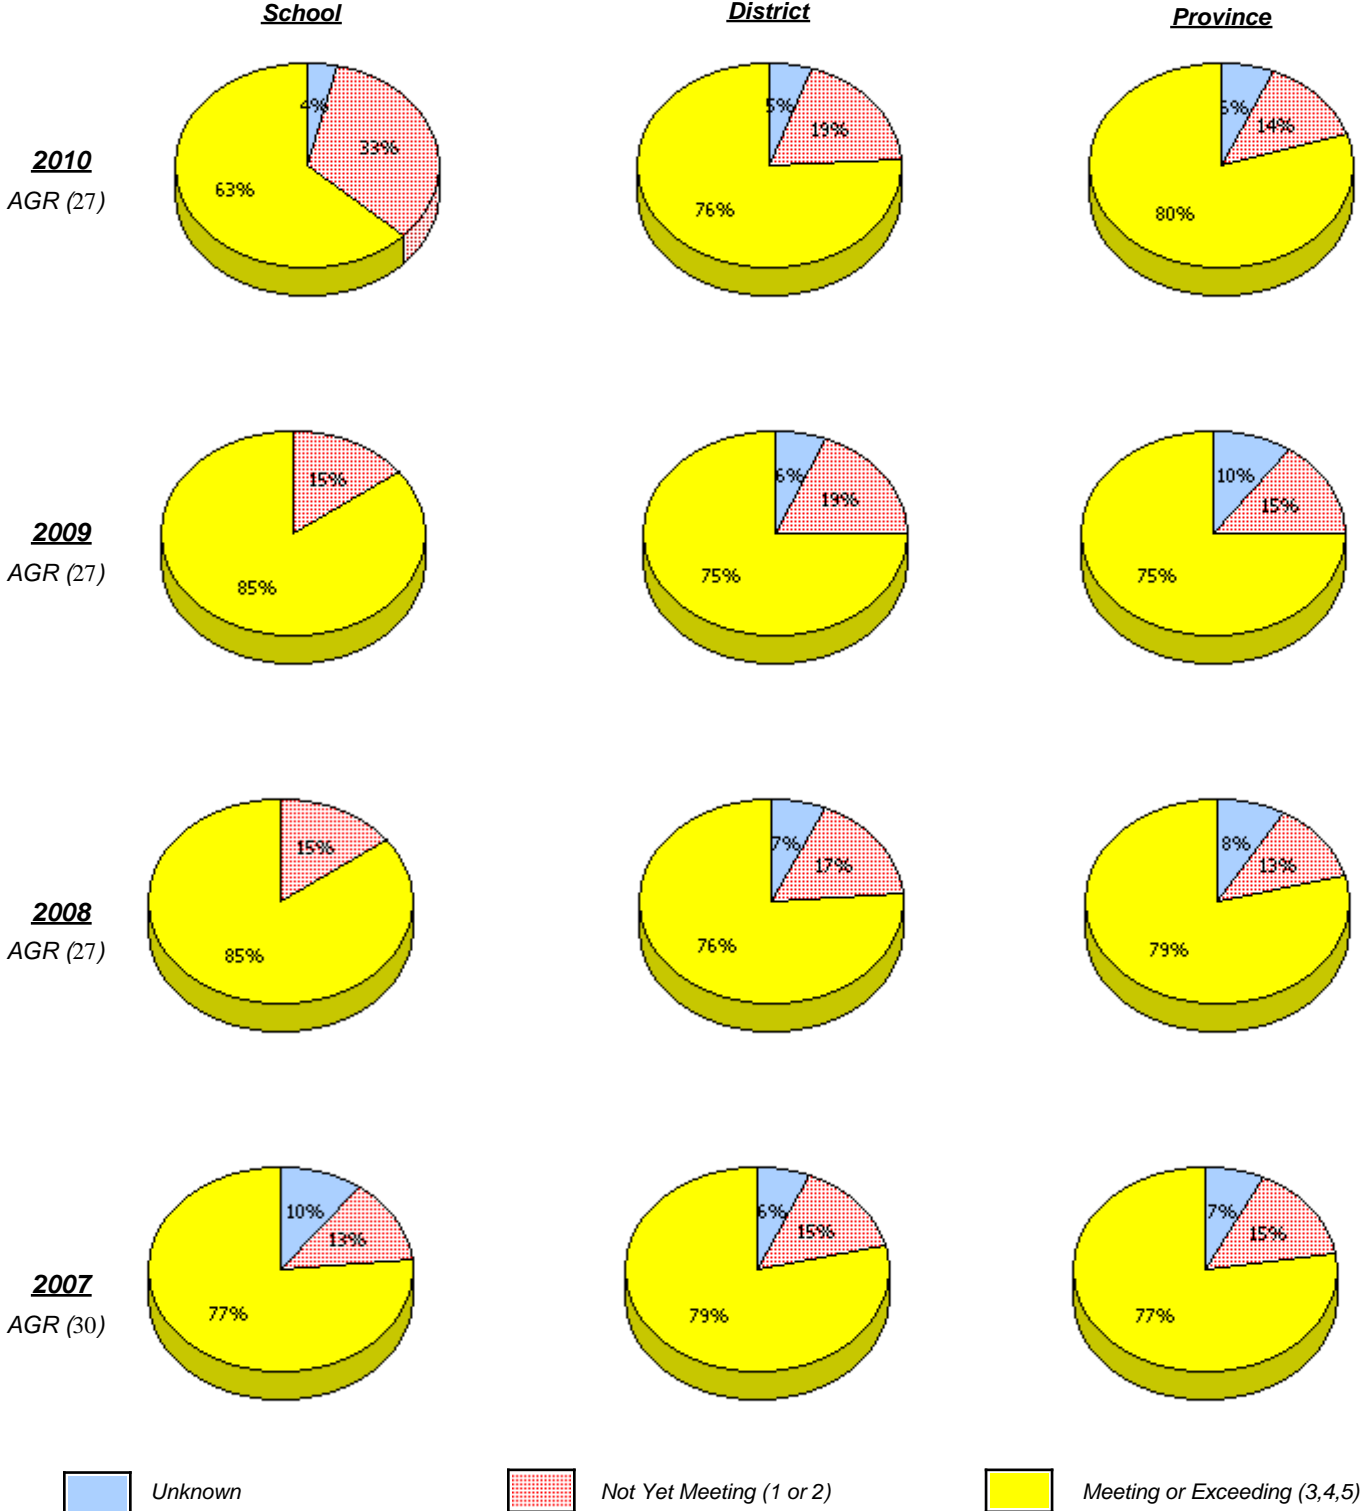 School District Province
2010
AGR (27)
4% 33% 63%
5% 19% 76%
6% 14% 80%
2009
AGR (27)
15% 85%
6% 19% 75%
10% 15% 75%
2008
AGR (27)
15% 85%
7% 17% 76%
8% 13% 79%
2007
AGR (30)
10% 13% 77%
6% 15% 79%
7% 15% 77%
Unknown Not Yet Meeting (1 or 2) Meeting or Exceeding (3,4,5)